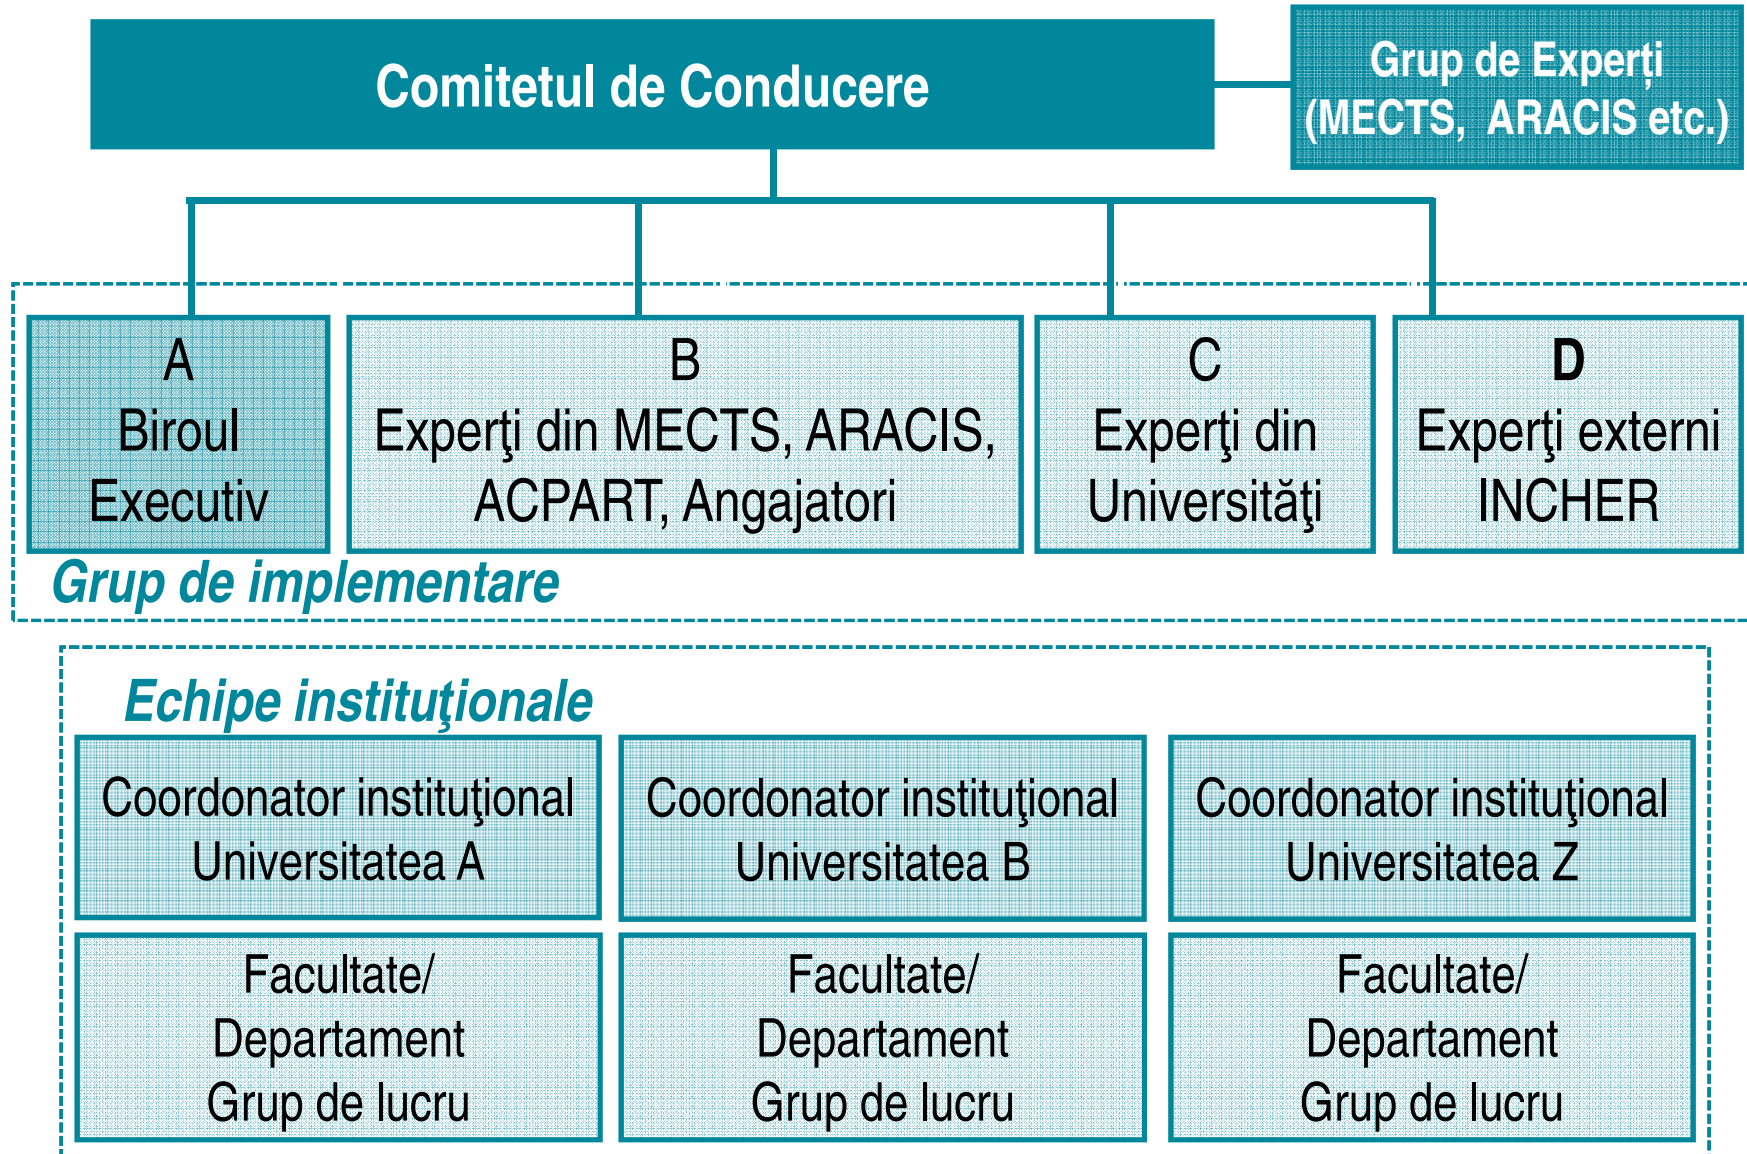 Comitetul de Conducere
Grup de Experți
(MECTS, ARACIS etc.)
A
Biroul
Executiv
B
Experţi din MECTS, ARACIS,
ACPART, Angajatori
C
Experţi din
Universităţi
D
Experţi externi
INCHER
Grup de implementare
Echipe instituţionale
Coordonator instituţional
Universitatea A
Coordonator instituţional
Universitatea B
Coordonator instituţional
Universitatea Z
Facultate/
Departament
Grup de lucru
Facultate/
Departament
Grup de lucru
Facultate/
Departament
Grup de lucru